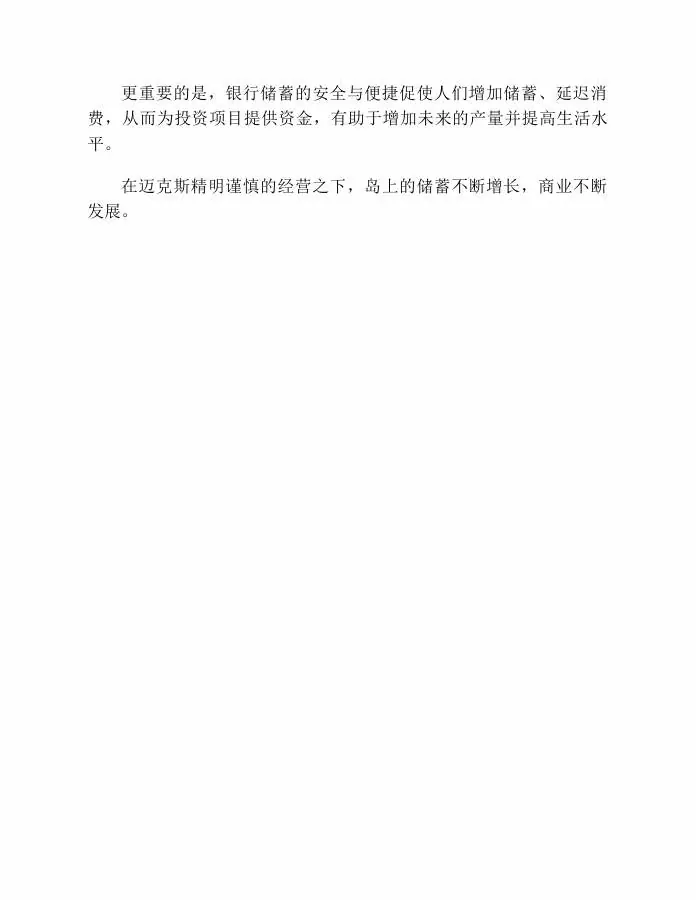 更重要的是，银行储蓄的安全与便捷促使人们增加储蓄、延迟消
费，从而为投资项目提供资金，有助于增加未来的产量并提高生活水
平。
在迈克斯精明谨慎的经营之下，岛上的储蓄不断增长，商业不断
发展。